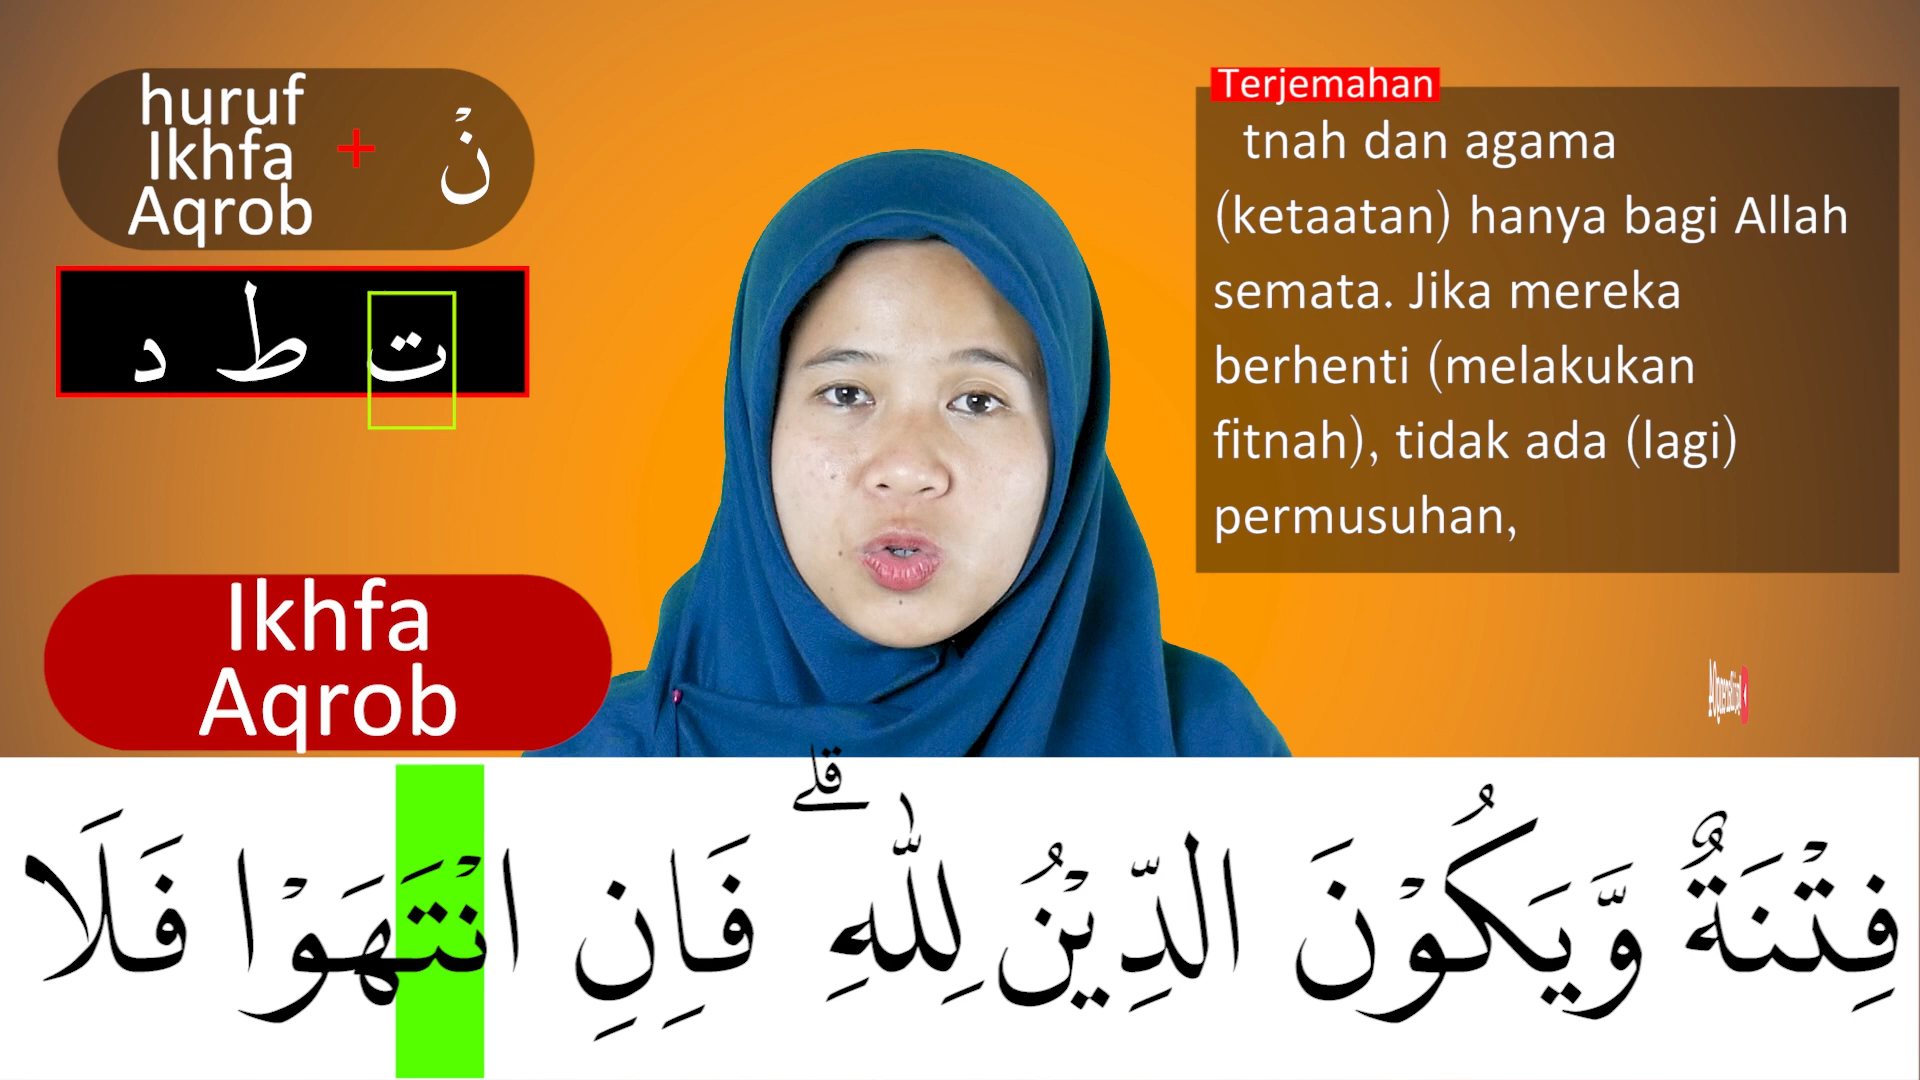 huruf
Ikhfa
Aqrob
+
نْ
ت ط د
Terjemahan
tnah dan agama
(ketaatan) hanya bagi Allah
semata. Jika mereka
berhenti (melakukan
fitnah), tidak ada (lagi)
permusuhan,
Ikhfa
Aqrob
فِتْنَةٌ وَّيَكُوْنَ الدِّيْنُ لِلّٰهِ ۗ فَاِنِ انْتَهَوْا فَلَا